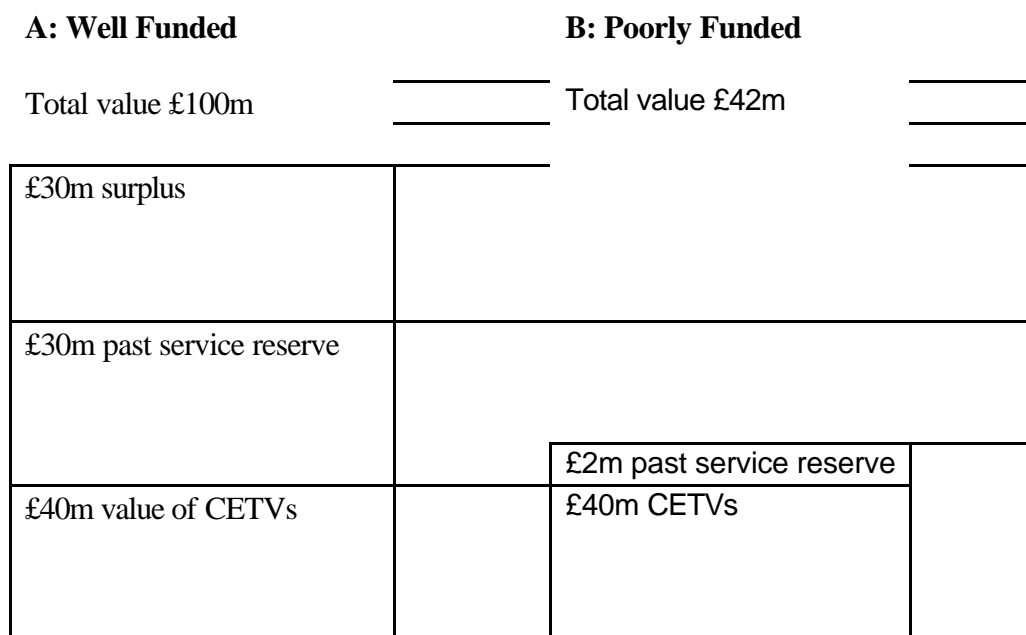 A: Well Funded
B: Poorly Funded
Total value £100m
Total value £42m
£30m surplus
£30m past service reserve
£2m past service reserve
£40m value of CETVs
£40m CETVs